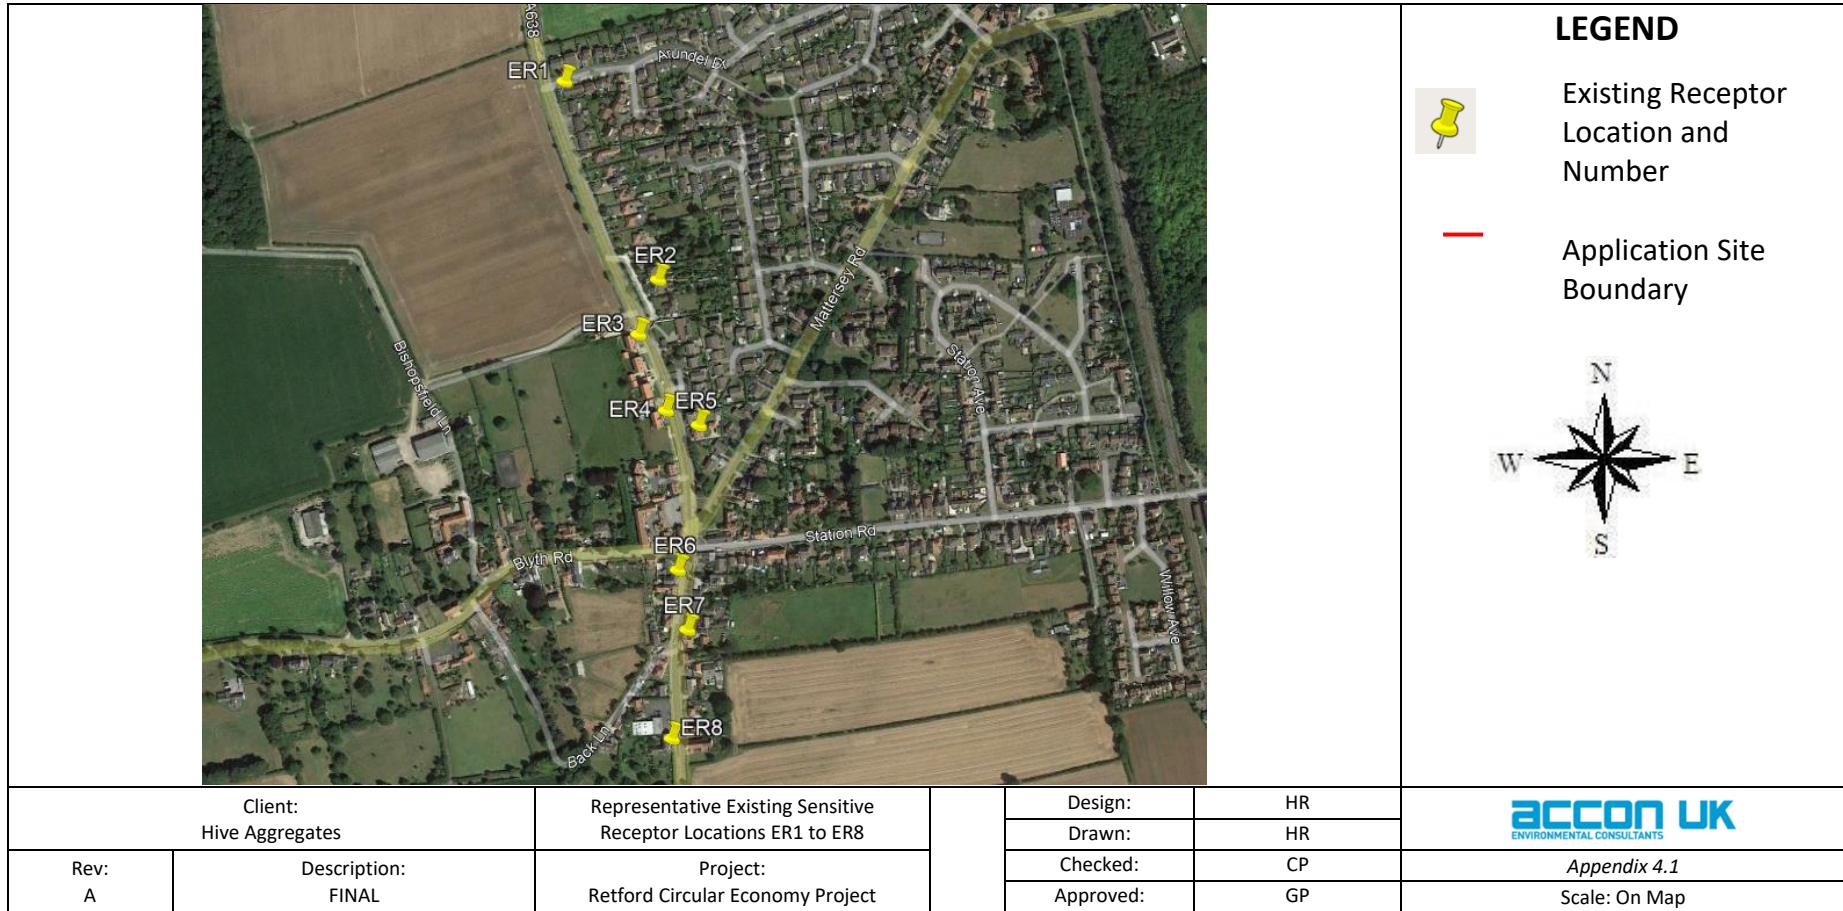 A638
ER1
Arundel Dr
ER2
ER3
Mattersey Rd
Bishopsfield Ln
Station Ave
ER4
ER5
ER6
Station Rd
Blyth Rd
ER7
Willow Ave
ER8
Back Ln
LEGEND
Existing Receptor
Location and
Number
Application Site
Boundary
N
W
E
S
Client:
Hive Aggregates
Representative Existing Sensitive
Receptor Locations ER1 to ER8
Rev:
A
Description:
FINAL
Project:
Retford Circular Economy Project
Design:
HR
Drawn:
HR
Checked:
CP
Approved:
GP
accon UK
ENVIRONMENTAL CONSULTANTS
Appendix 4.1
Scale: On Map